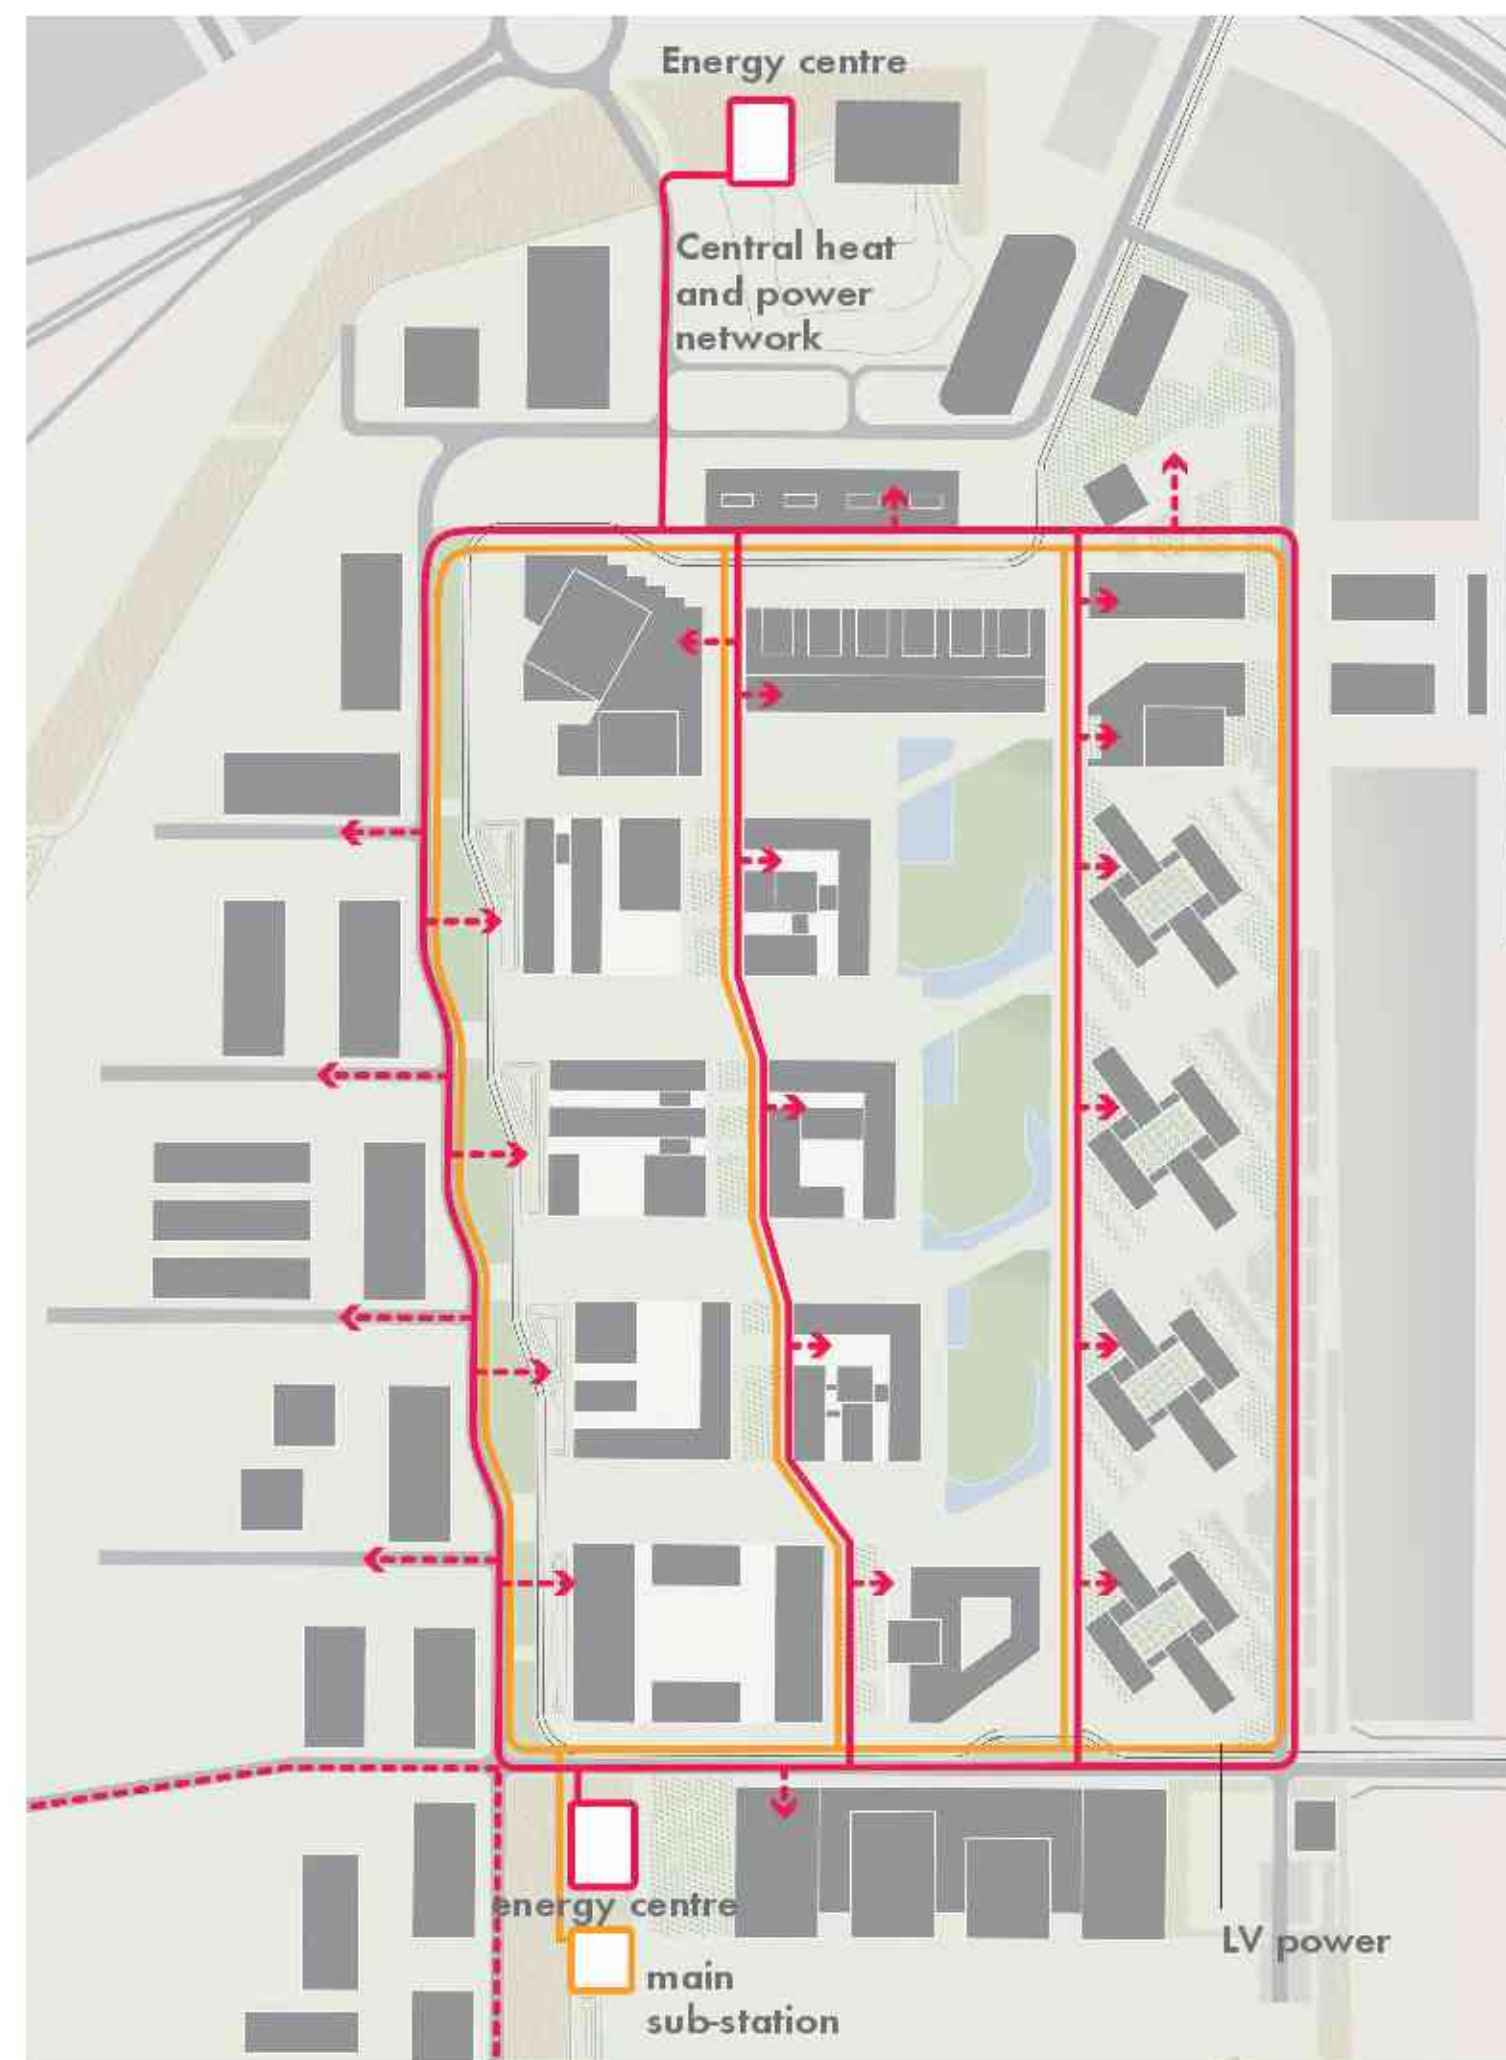 Energy centre
Central heat
and power
network
energy centre
LV power
main
sub-station